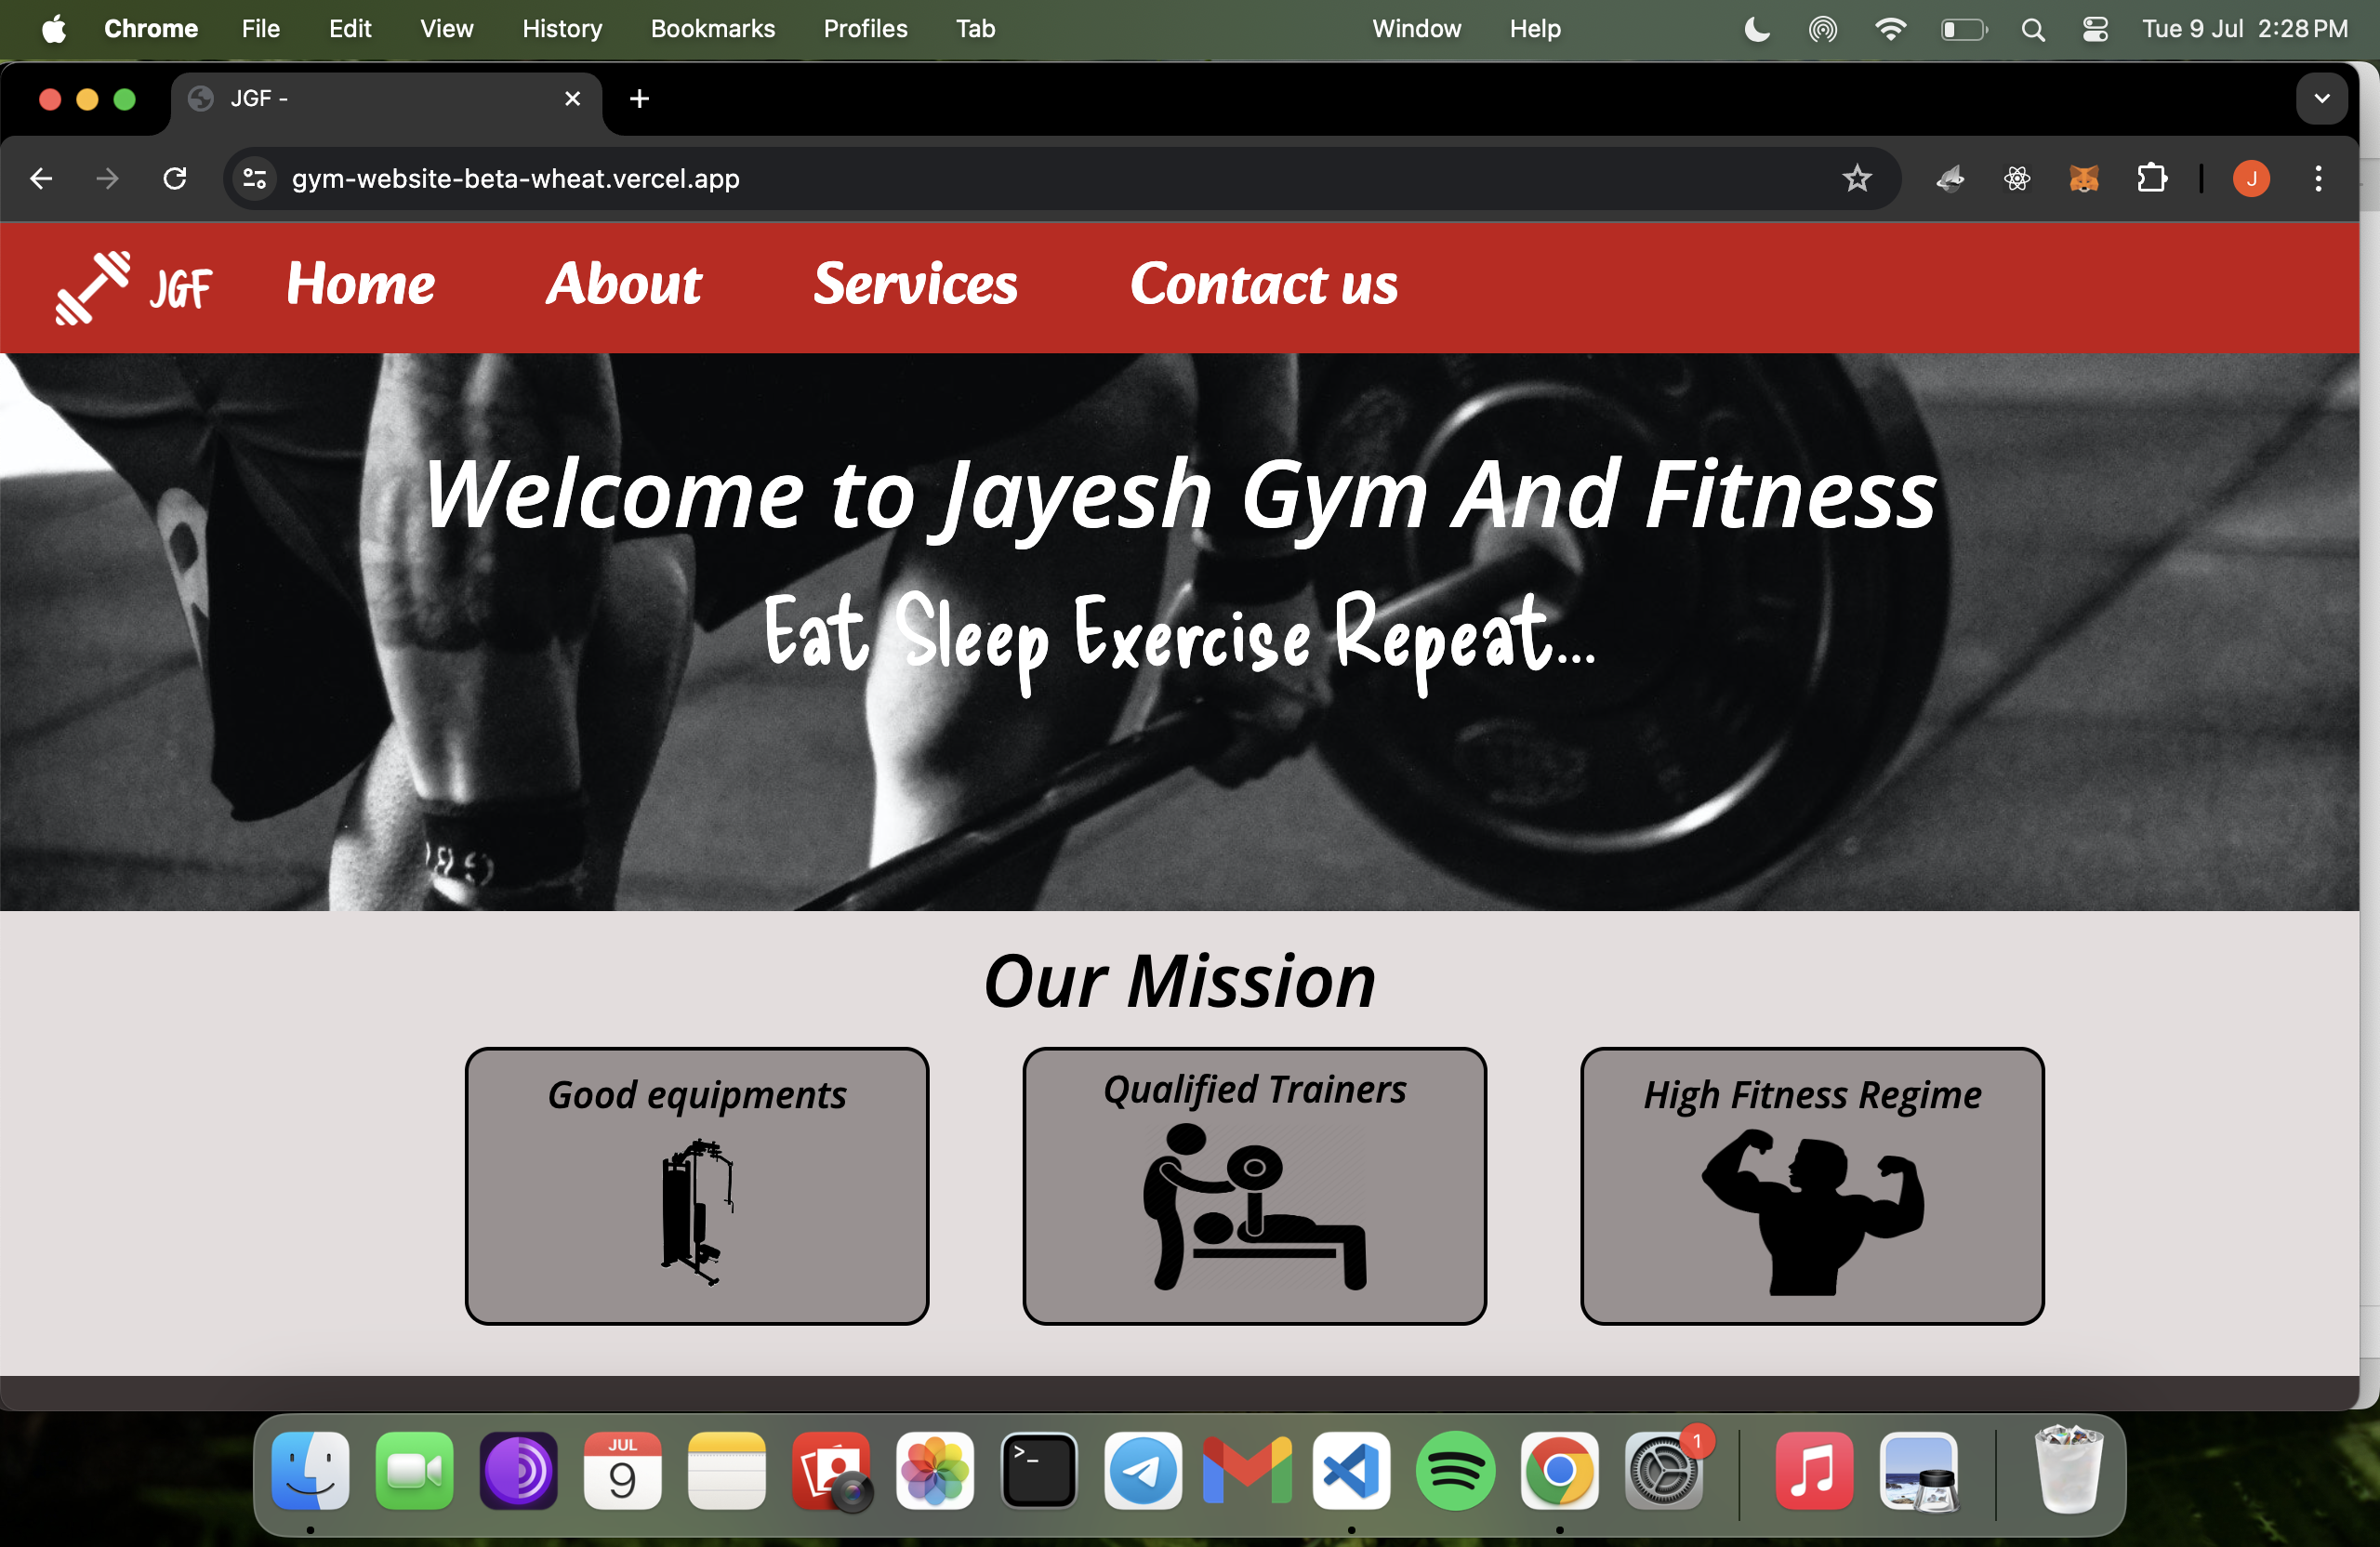 Chrome File Edit View History Bookmarks Profiles Tab Window Help Tue 9 Jul 2:28 PM
JGF -
gym-website-beta-wheat.vercel.app J
JGF Home About Services Contact us
Welcome to Jayesh Gym And Fitness
Eat Sleep Exercise Repeat...
Our Mission
Good equipments
Qualified Trainers
High Fitness Regime
JUL
9
>_
1